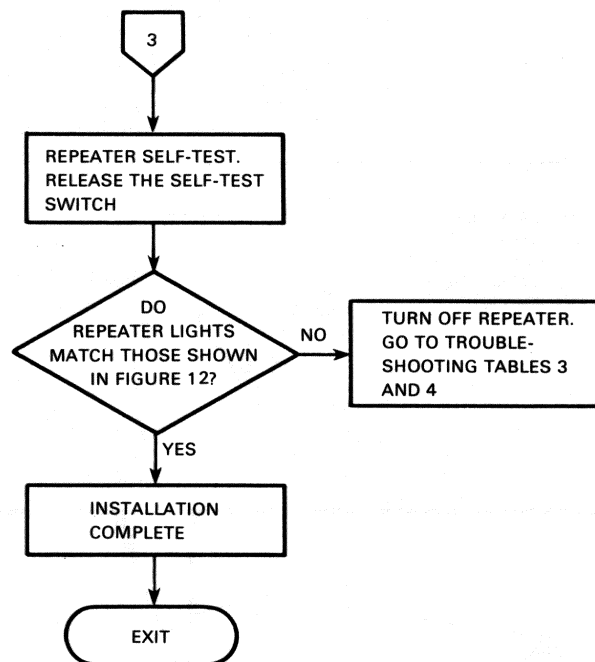 3
REPEATER SELF-TEST.
RELEASE THE SELF-TEST
SWITCH
DO
REPEATER LIGHTS
MATCH THOSE SHOWN
IN FIGURE 12?
NO
TURN OFF REPEATER.
GO TO TROUBLE-
SHOOTING TABLES 3
AND 4
YES
INSTALLATION
COMPLETE
EXIT